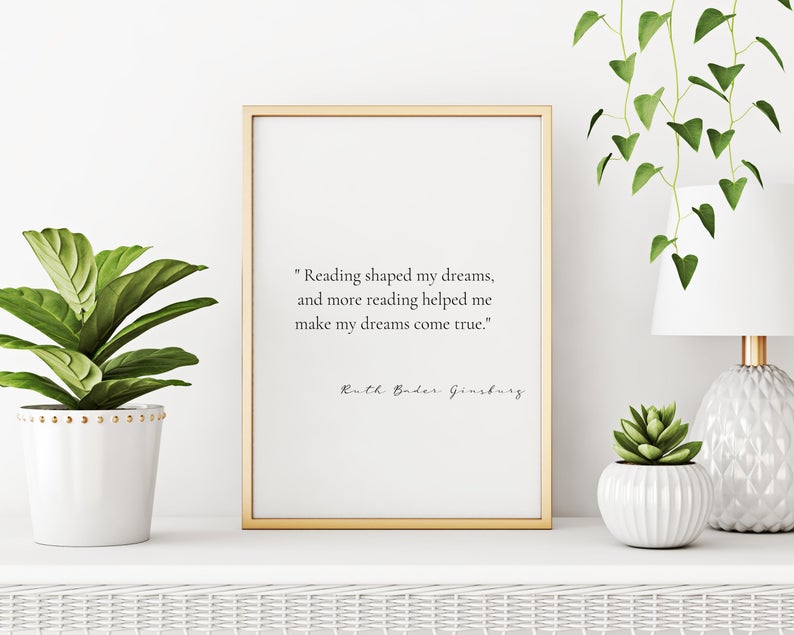 " Reading shaped my dreams,
and more reading helped me
make my dreams come true."
Ruth Bader Ginsburg